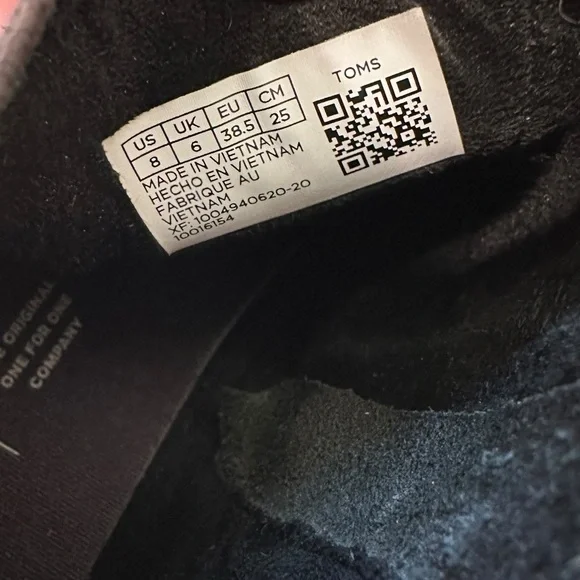 TOMS
US UK EU CM
8 6 38.5 25
MADE IN VIETNAM
HECHO EN VIETNAM
FABRIQUE AU
VIETNAM
XF: 1004940620-20
10016154
ORIGINAL
ONE FOR ONE
COMPANY